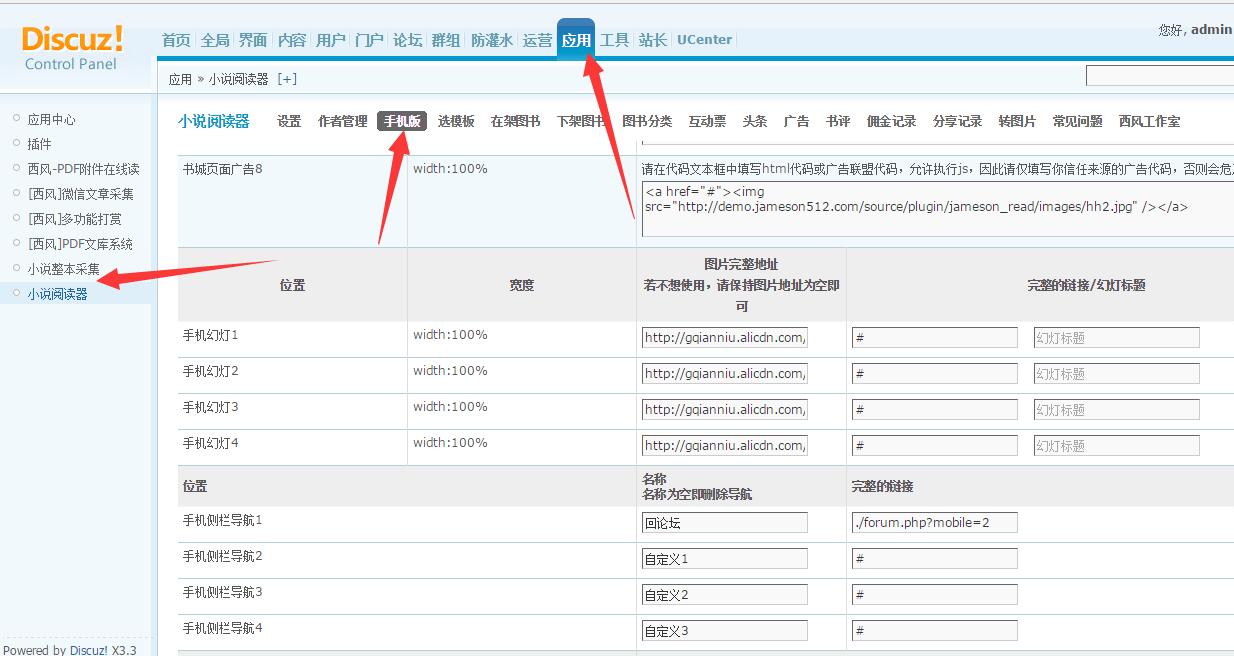 Discuz!
Control Panel
首页 全局 界面 内容 用户 门户 论坛 群组 防灌水 运营 应用 工具 站长 UCenter
您好, admin
应用 » 小说阅读器 [+]
应用中心
插件
西风-PDF附件在线读
[西风]微信文章采集
[西风]多功能打赏
[西风]PDF文库系统
小说整本采集
小说阅读器
小说阅读器 设置 作者管理 手机版 选模板 在架图书 下架图书 图书分类 互动票 头条 广告 书评 佣金记录 分享记录 转图片 常见问题 西风工作室
书城页面广告8 width:100% 请在代码文本框中填写html代码或广告联盟代码，允许执行js，因此请仅填写你信任来源的广告代码，否则会危
<a href="#"><img
src="http://demo.jameson512.com/source/plugin/jameson_read/images/hh2.jpg" /></a>
位置 宽度 图片完整地址
若不想使用，请保持图片地址为空即
可
完整的链接/幻灯标题
手机幻灯1 width:100% http://gqianniu.alicdn.com, # 幻灯标题
手机幻灯2 width:100% http://gqianniu.alicdn.com, # 幻灯标题
手机幻灯3 width:100% http://gqianniu.alicdn.com, # 幻灯标题
手机幻灯4 width:100% http://gqianniu.alicdn.com, # 幻灯标题
位置 名称
名称为空即删除导航
完整的链接
手机侧栏导航1 回论坛 ./forum.php?mobile=2
手机侧栏导航2 自定义1 #
手机侧栏导航3 自定义2 #
手机侧栏导航4 自定义3 #
Powered by Discuz! X3.3